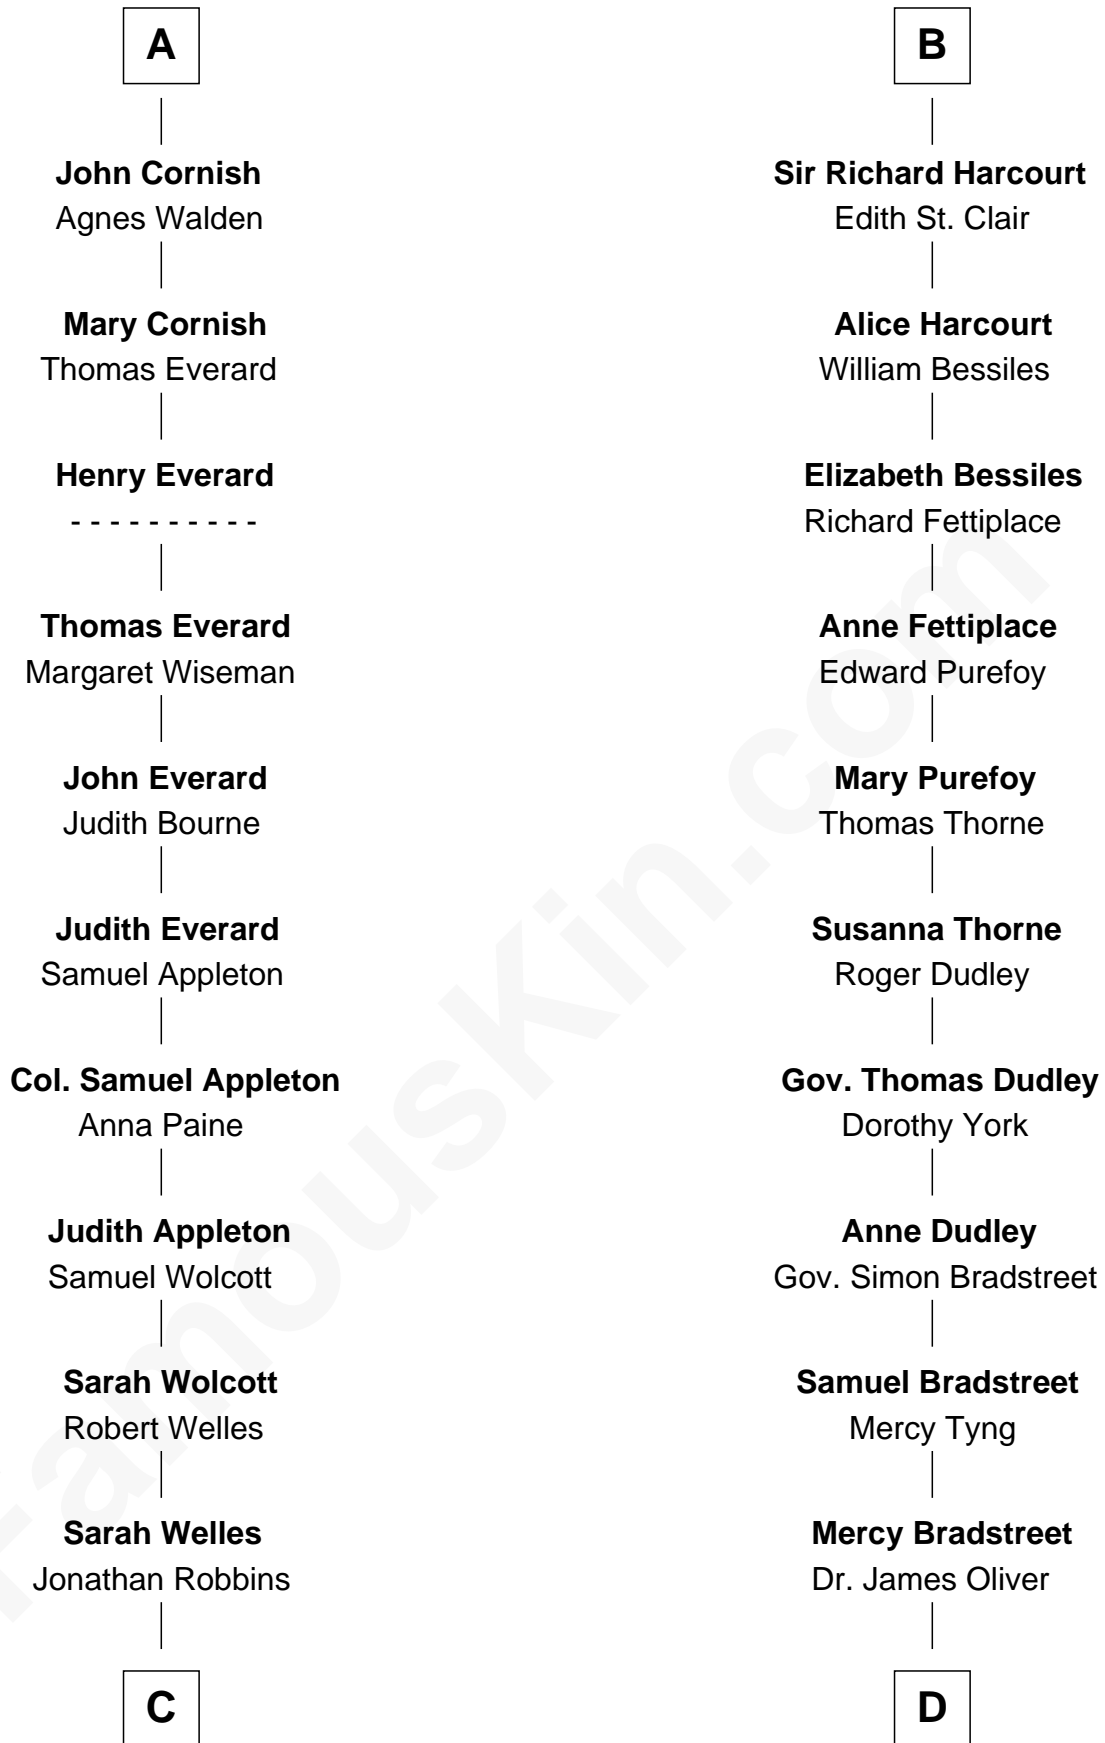 A
John Cornish
Agnes Walden
Mary Cornish
Thomas Everard
Henry Everard
- - - - - - - - - -
Thomas Everard
Margaret Wiseman
John Everard
Judith Bourne
Judith Everard
Samuel Appleton
Col. Samuel Appleton
Anna Paine
Judith Appleton
Samuel Wolcott
Sarah Wolcott
Robert Welles
Sarah Welles
Jonathan Robbins
C
B
Sir Richard Harcourt
Edith St. Clair
Alice Harcourt
William Bessiles
Elizabeth Bessiles
Richard Fettiplace
Anne Fettiplace
Edward Purefoy
Mary Purefoy
Thomas Thorne
Susanna Thorne
Roger Dudley
Gov. Thomas Dudley
Dorothy York
Anne Dudley
Gov. Simon Bradstreet
Samuel Bradstreet
Mercy Tyng
Mercy Bradstreet
Dr. James Oliver
D
FamousKin.com